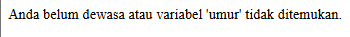 Anda belum dewasa atau variabel 'umur' tidak ditemukan.